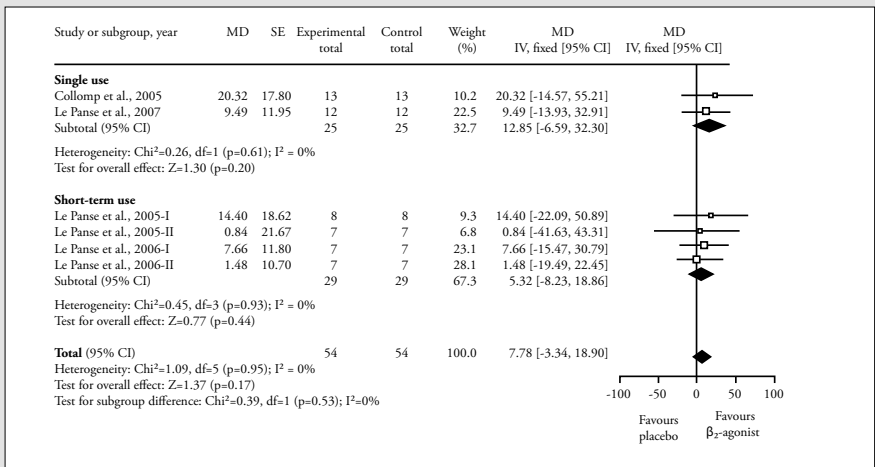 Study or subgroup, year MD SE Experimental total Control total Weight (%) MD IV, fixed [95% CI] MD IV, fixed [95% CI]
Single use
Collomp et al., 2005 20.32 17.80 13 13 10.2 20.32 [-14.57, 55.21]
Le Panse et al., 2007 9.49 11.95 12 12 22.5 9.49 [-13.93, 32.91]
Subtotal (95% CI) 25 25 32.7 12.85 [-6.59, 32.30]
Heterogeneity: Chi²=0.26, df=1 (p=0.61); I² = 0%
Test for overall effect: Z=1.30 (p=0.20)
Short-term use
Le Panse et al., 2005-I 14.40 18.62 8 8 9.3 14.40 [-22.09, 50.89]
Le Panse et al., 2005-II 0.84 21.67 7 7 6.8 0.84 [-41.63, 43.31]
Le Panse et al., 2006-I 7.66 11.80 7 7 23.1 7.66 [-15.47, 30.79]
Le Panse et al., 2006-II 1.48 10.70 7 7 28.1 1.48 [-19.49, 22.45]
Subtotal (95% CI) 29 29 67.3 5.32 [-8.23, 18.86]
Heterogeneity: Chi²=0.45, df=3 (p=0.93); I² = 0%
Test for overall effect: Z=0.77 (p=0.44)
Total (95% CI) 54 54 100.0 7.78 [-3.34, 18.90]
Heterogeneity: Chi²=1.09, df=5 (p=0.95); I² = 0%
Test for overall effect: Z=1.37 (p=0.17)
Test for subgroup difference: Chi²=0.39, df=1 (p=0.53); I²=0%
-100 -50 0 50 100
Favours placebo Favours β₂-agonist